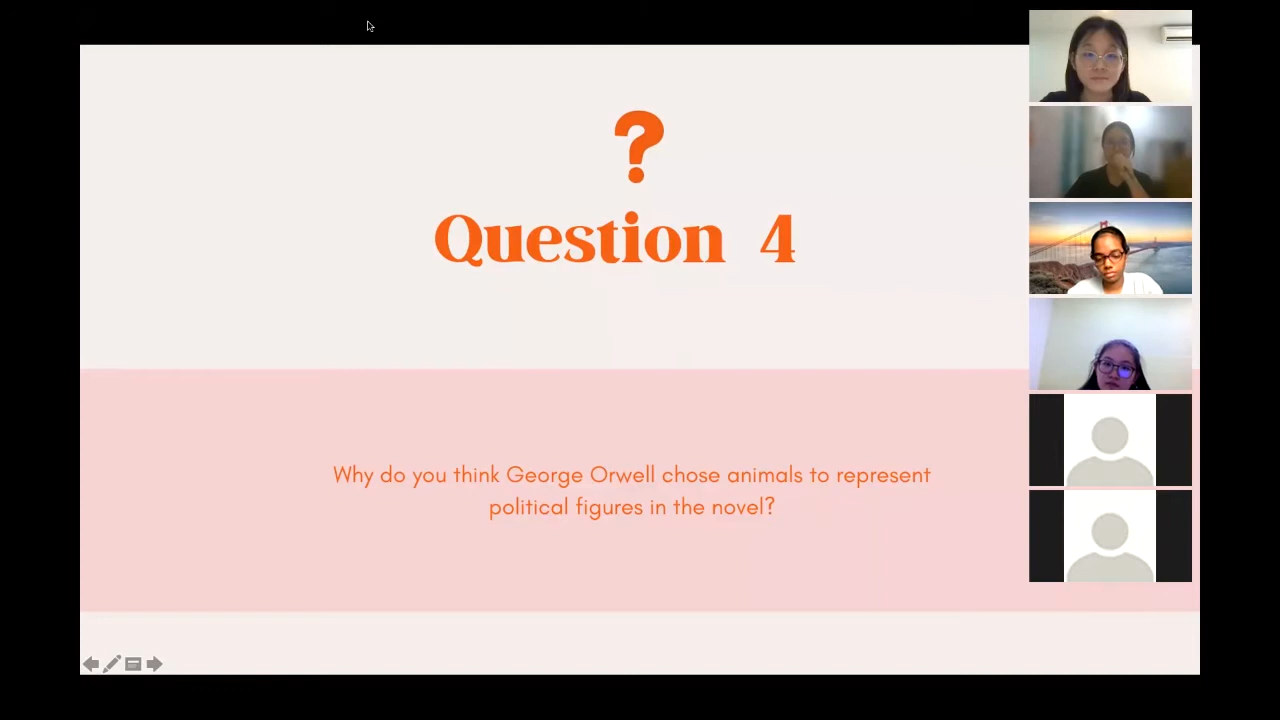 ?
Question 4
Why do you think George Orwell chose animals to represent
political figures in the novel?